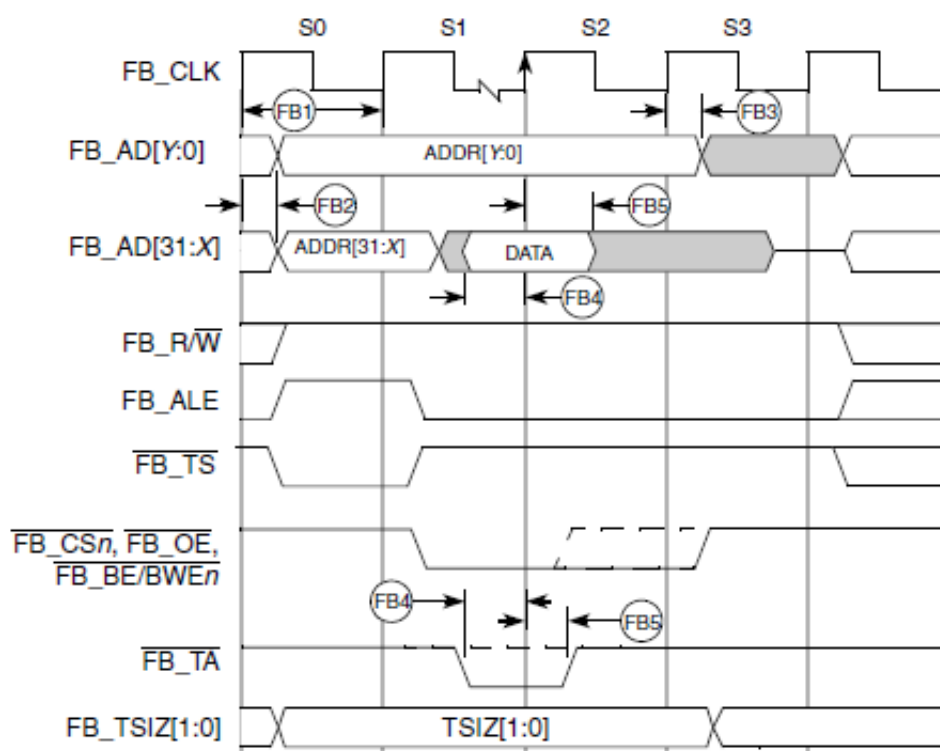 S0 S1 S2 S3
FB_CLK
FB1 FB3
FB_AD[Y:0] ADDR[Y:0]
FB2 FB5
FB_AD[31:X] ADDR[31:X] DATA
FB4
FB_R/W
FB_ALE
FB_TS
FB_CSn, FB_OE,
FB_BE/BWEn
FB4 FB5
FB_TA
FB_TSIZ[1:0] TSIZ[1:0]